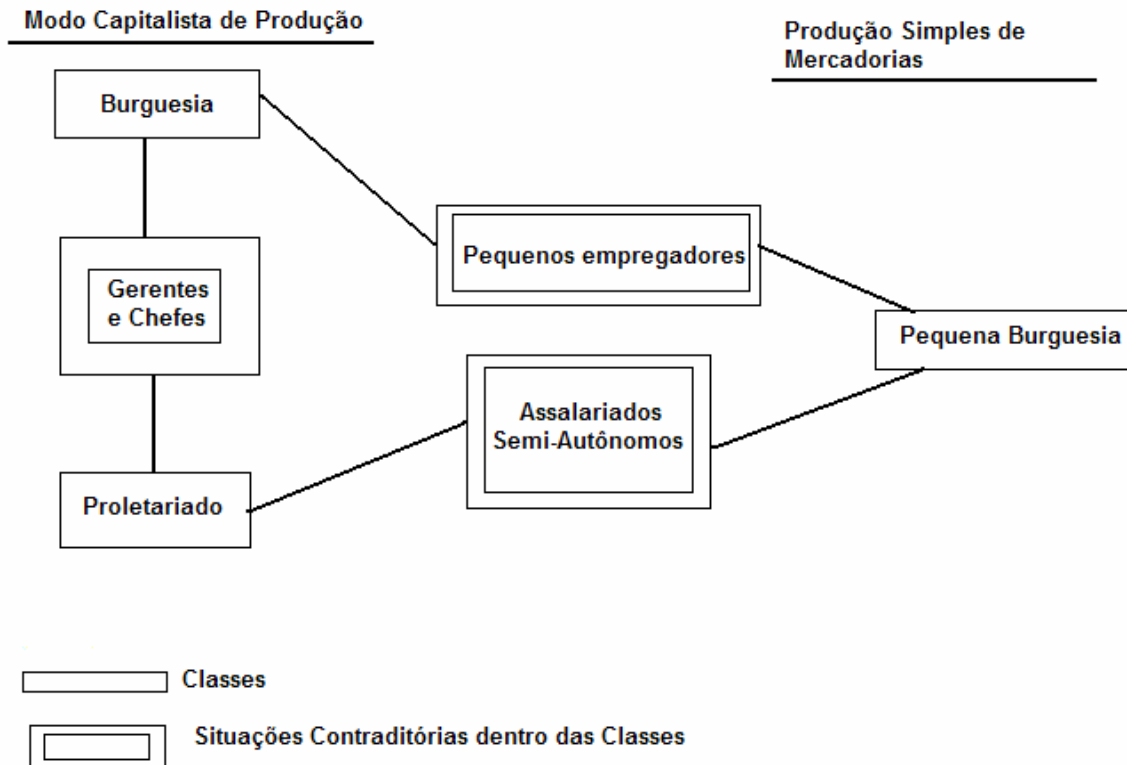 Modo Capitalista de Produção
Produção Simples de
Mercadorias
Burguesia
Pequenos empregadores
Gerentes
e Chefes
Pequena Burguesia
Assalariados
Semi-Autônomos
Proletariado
Classes
Situações Contraditórias dentro das Classes